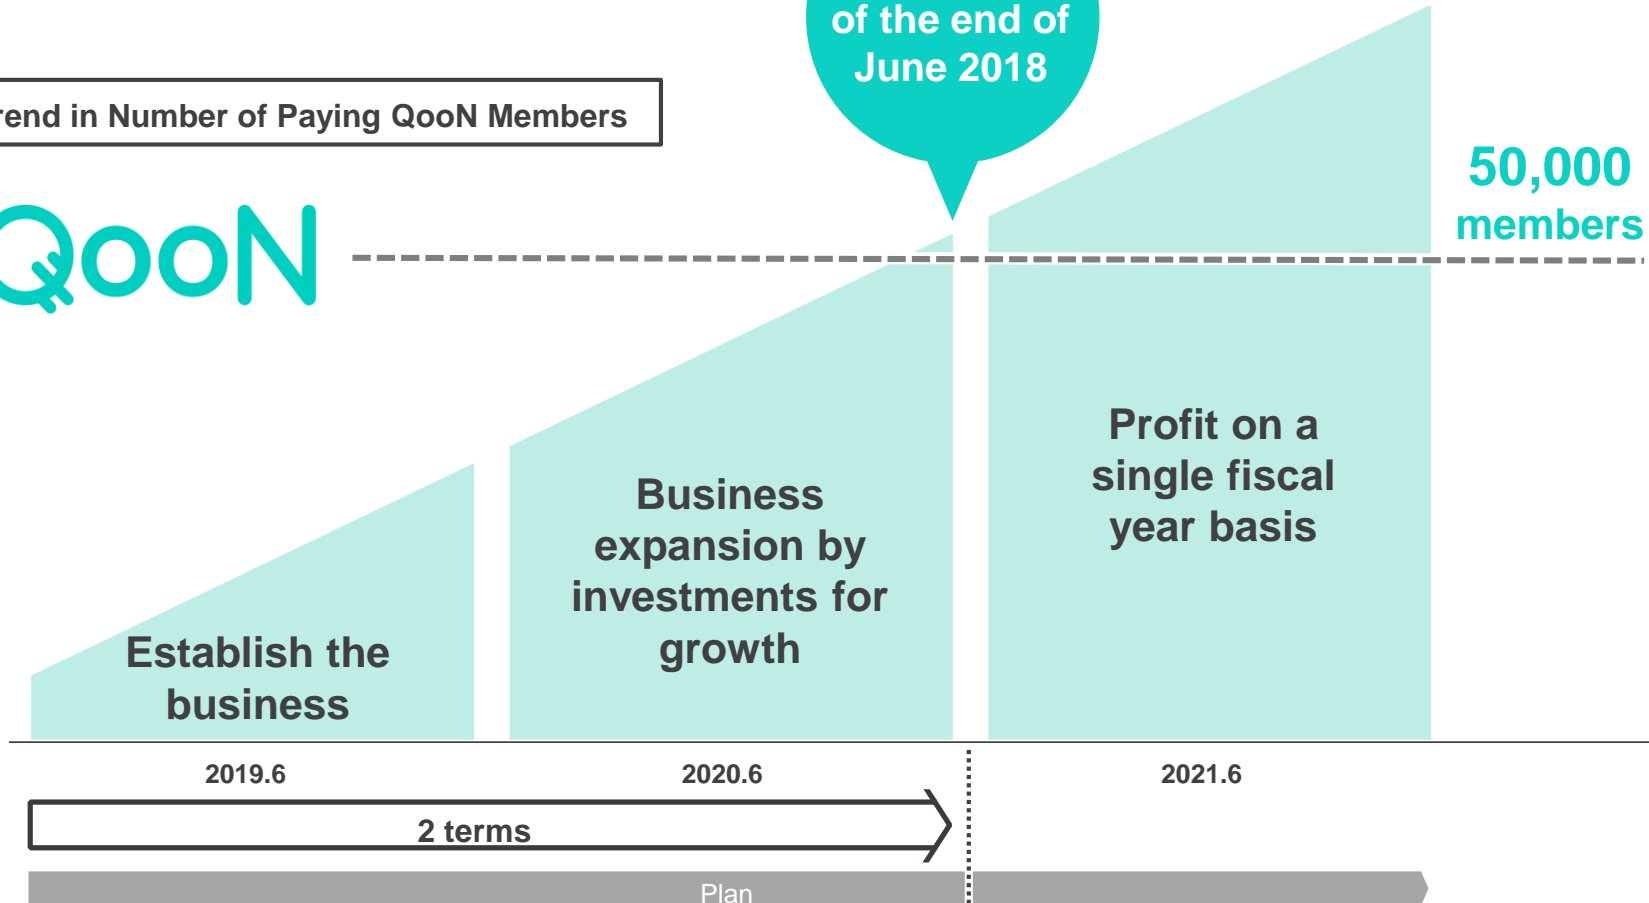 of the end of
June 2018
rend in Number of Paying QooN Members
50,000
members
QooN
Profit on a
single fiscal
year basis
Business
expansion by
investments for
growth
Establish the
business
2019.6
2020.6
2021.6
2 terms
Plan